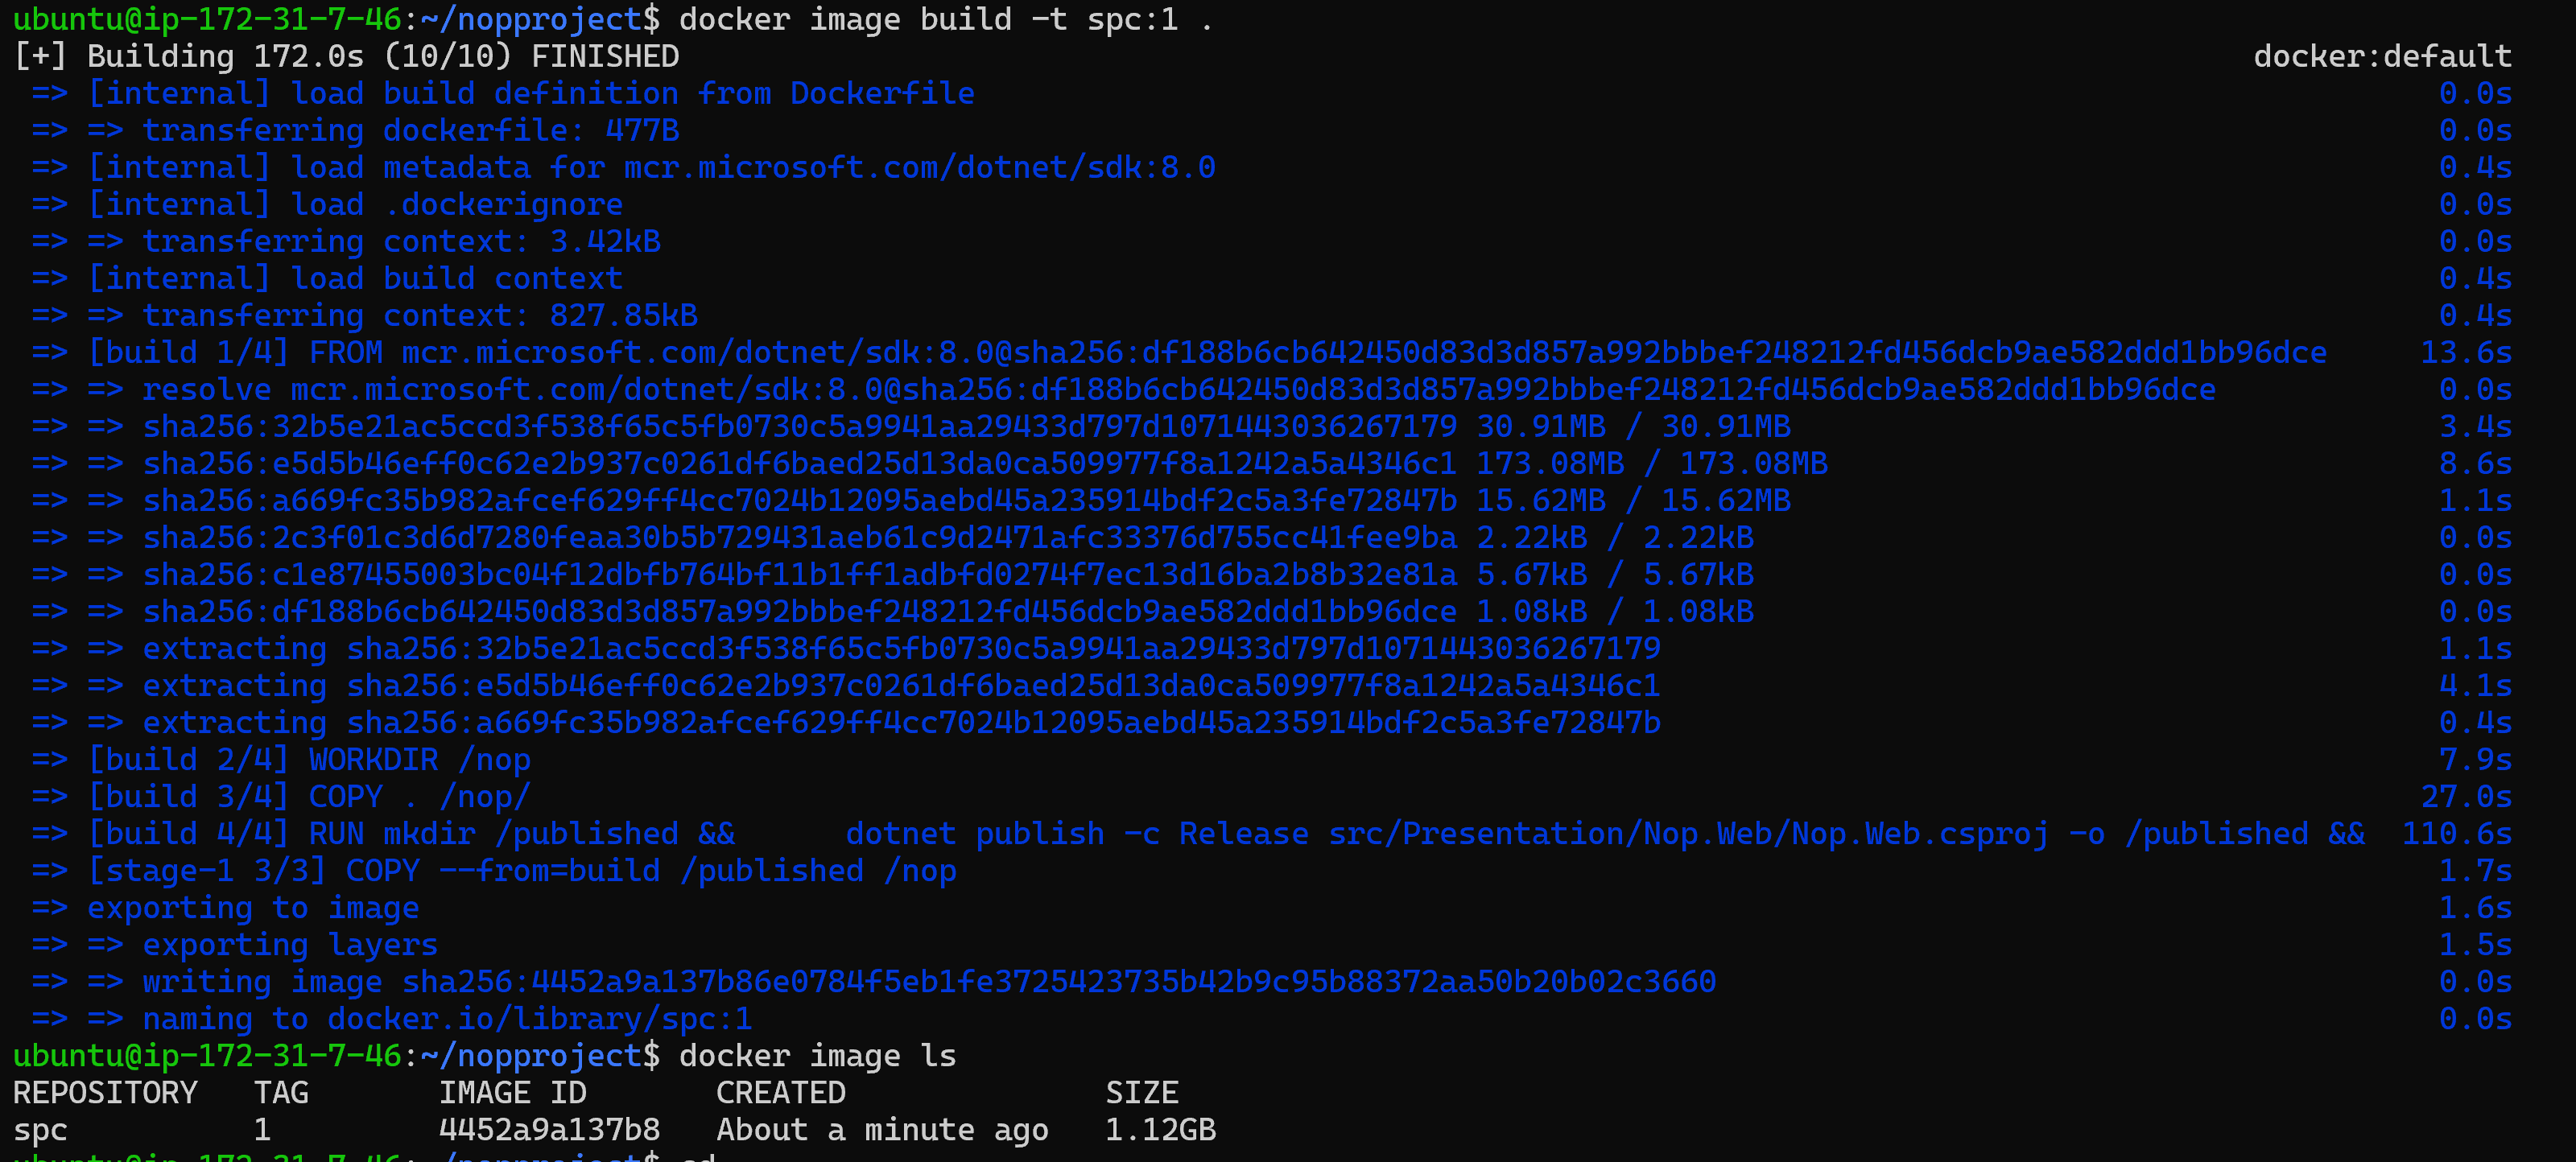 ubuntu@ip-172-31-7-46:~/nopproject$ docker image build -t spc:1 .
[+] Building 172.0s (10/10) FINISHED docker:default
=> [internal] load build definition from Dockerfile 0.0s
=> => transferring dockerfile: 477B 0.0s
=> [internal] load metadata for mcr.microsoft.com/dotnet/sdk:8.0 0.4s
=> [internal] load .dockerignore 0.0s
=> => transferring context: 3.42kB 0.0s
=> [internal] load build context 0.4s
=> => transferring context: 827.85kB 0.4s
=> [build 1/4] FROM mcr.microsoft.com/dotnet/sdk:8.0@sha256:df188b6cb642450d83d3d857a992bbbef248212fd456dcb9ae582ddd1bb96dce 13.6s
=> => resolve mcr.microsoft.com/dotnet/sdk:8.0@sha256:df188b6cb642450d83d3d857a992bbbef248212fd456dcb9ae582ddd1bb96dce 0.0s
=> => sha256:32b5e21ac5ccd3f538f65c5fb0730c5a9941aa29433d797d1071443036267179 30.91MB / 30.91MB 3.4s
=> => sha256:e5d5b46eff0c62e2b937c0261df6baed25d13da0ca509977f8a1242a5a4346c1 173.08MB / 173.08MB 8.6s
=> => sha256:a669fc35b982afcef629ff4cc7024b12095aebd45a235914bdf2c5a3fe72847b 15.62MB / 15.62MB 1.1s
=> => sha256:2c3f01c3d6d7280feaa30b5b729431aeb61c9d2471afc33376d755cc41fee9ba 2.22kB / 2.22kB 0.0s
=> => sha256:c1e87455003bc04f12dbfb764bf11b1ff1adbfd0274f7ec13d16ba2b8b32e81a 5.67kB / 5.67kB 0.0s
=> => sha256:df188b6cb642450d83d3d857a992bbbef248212fd456dcb9ae582ddd1bb96dce 1.08kB / 1.08kB 0.0s
=> => extracting sha256:32b5e21ac5ccd3f538f65c5fb0730c5a9941aa29433d797d1071443036267179 1.1s
=> => extracting sha256:e5d5b46eff0c62e2b937c0261df6baed25d13da0ca509977f8a1242a5a4346c1 4.1s
=> => extracting sha256:a669fc35b982afcef629ff4cc7024b12095aebd45a235914bdf2c5a3fe72847b 0.4s
=> [build 2/4] WORKDIR /nop 7.9s
=> [build 3/4] COPY . /nop/ 27.0s
=> [build 4/4] RUN mkdir /published && dotnet publish -c Release src/Presentation/Nop.Web/Nop.Web.csproj -o /published && 110.6s
=> [stage-1 3/3] COPY --from=build /published /nop 1.7s
=> exporting to image 1.6s
=> => exporting layers 1.5s
=> => writing image sha256:4452a9a137b86e0784f5eb1fe3725423735b42b9c95b88372aa50b20b02c3660 0.0s
=> => naming to docker.io/library/spc:1 0.0s
ubuntu@ip-172-31-7-46:~/nopproject$ docker image ls
REPOSITORY TAG IMAGE ID CREATED SIZE
spc 1 4452a9a137b8 About a minute ago 1.12GB
ubuntu@ip-172-31-7-46:~/nopproject$ cd